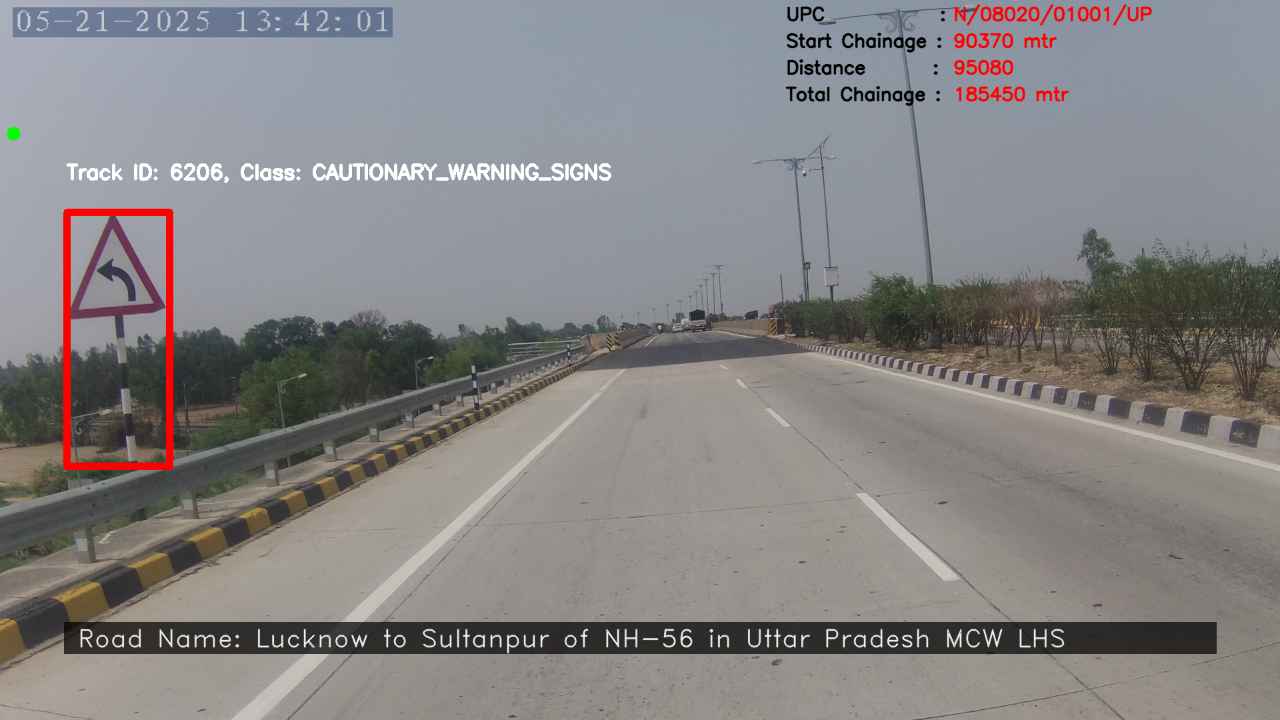 05-21-2025 13:42:01
UPC : N/08020/01001/UP
Start Chainage : 90370 mtr
Distance : 95080
Total Chainage : 185450 mtr
Track ID: 6206, Class: CAUTIONARY_WARNING_SIGNS
Road Name: Lucknow to Sultanpur of NH-56 in Uttar Pradesh MCW LHS